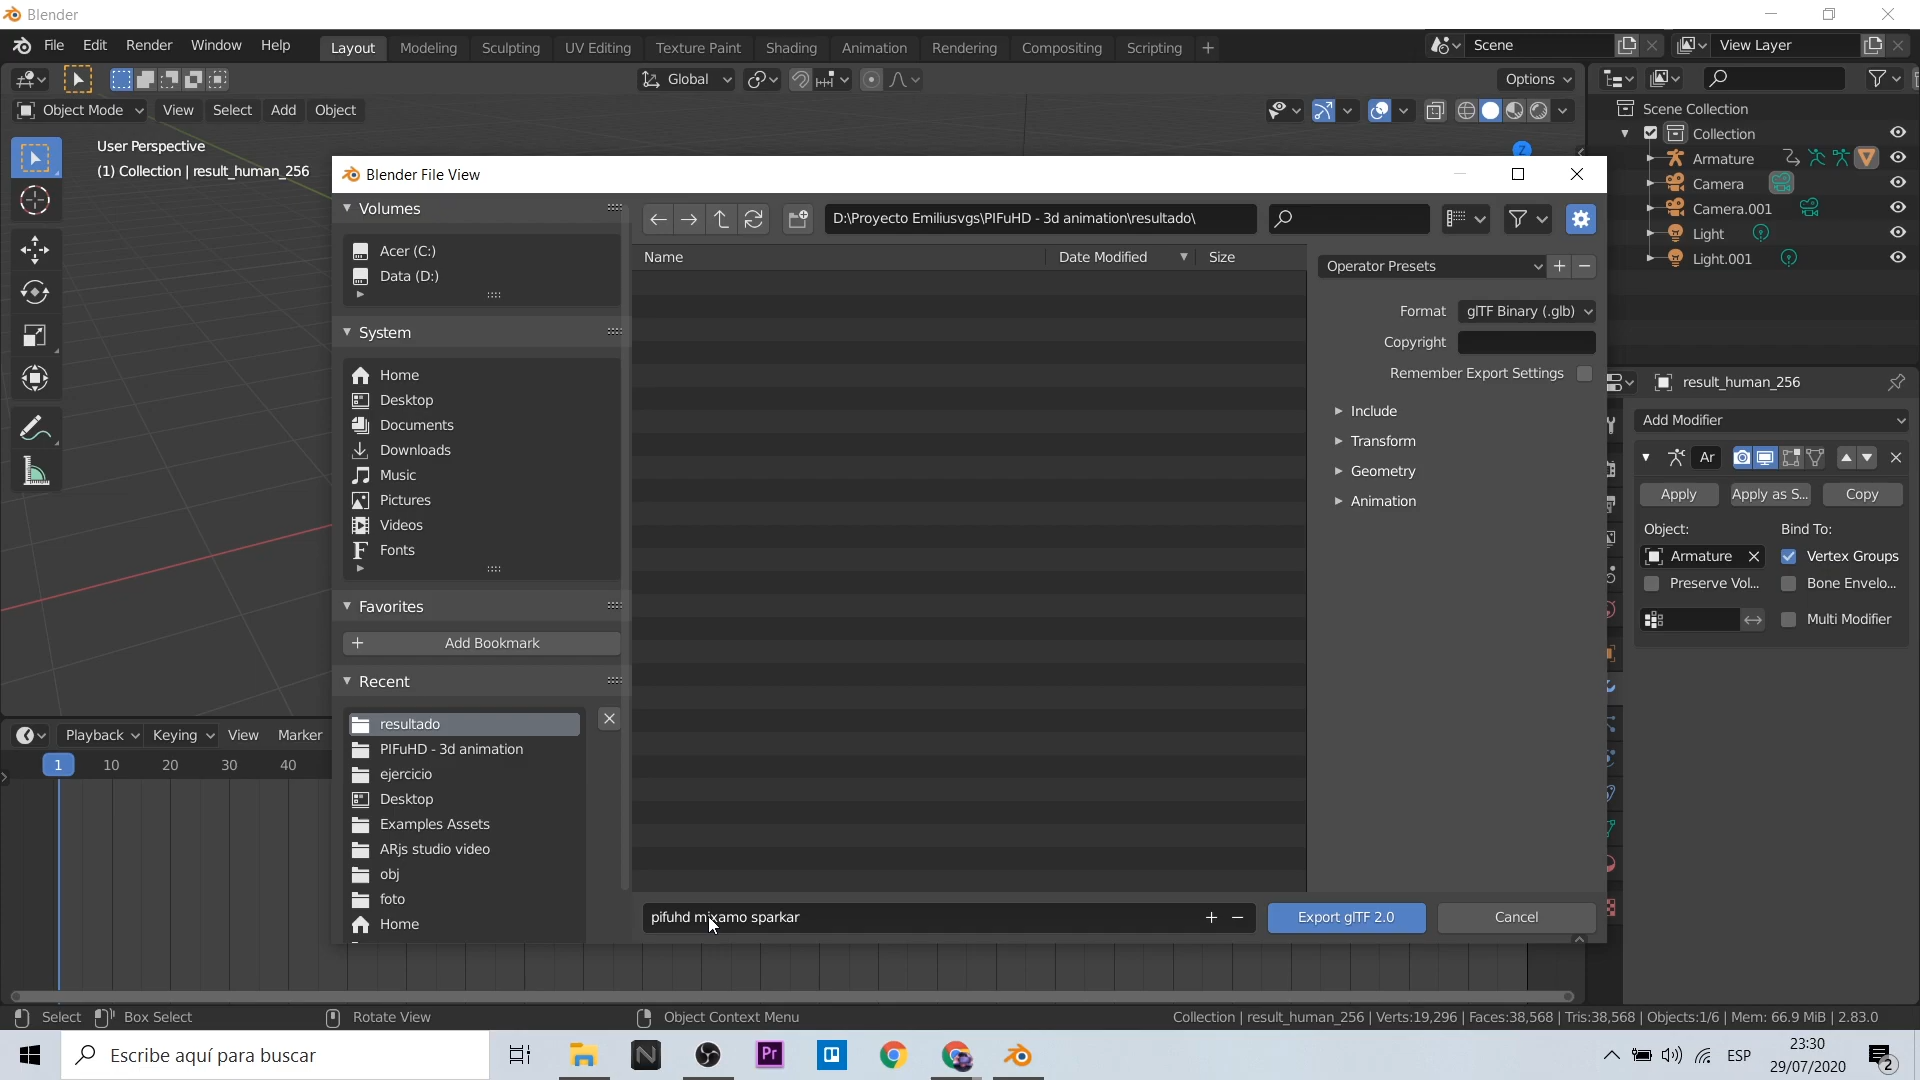 Blender
File Edit Render Window Help Layout Modeling Sculpting UV Editing Texture Paint Shading Animation Rendering Compositing Scripting + Scene View Layer
Global Options
Object Mode View Select Add Object
Scene Collection
Collection
Armature
Camera
Camera.001
Light
Light.001
User Perspective
(1) Collection | result_human_256
Z
Blender File View
Volumes
Acer (C:)
Data (D:)
System
Home
Desktop
Documents
Downloads
Music
Pictures
Videos
Fonts
Favorites
Add Bookmark
Recent
resultado
PIFuHD - 3d animation
ejercicio
Desktop
Examples Assets
ARjs studio video
obj
foto
Home
D:\Proyecto Emiliusvgs\PIFuHD - 3d animation\resultado\
Name Date Modified Size
Operator Presets
Format glTF Binary (.glb)
Copyright
Remember Export Settings
Include
Transform
Geometry
Animation
pifuhd mixamo sparkar
Export glTF 2.0 Cancel
result_human_256
Add Modifier
Ar
Apply Apply as S... Copy
Object: Bind To:
Armature Vertex Groups
Preserve Vol... Bone Envelo...
Multi Modifier
Playback Keying View Marker
1 10 20 30 40
Select Box Select Rotate View Object Context Menu
Collection | result_human_256 | Verts:19,296 | Faces:38,568 | Tris:38,568 | Objects:1/6 | Mem: 66.9 MiB | 2.83.0
Escribe aquí para buscar
N
Pr
ESP
23:30
29/07/2020
2